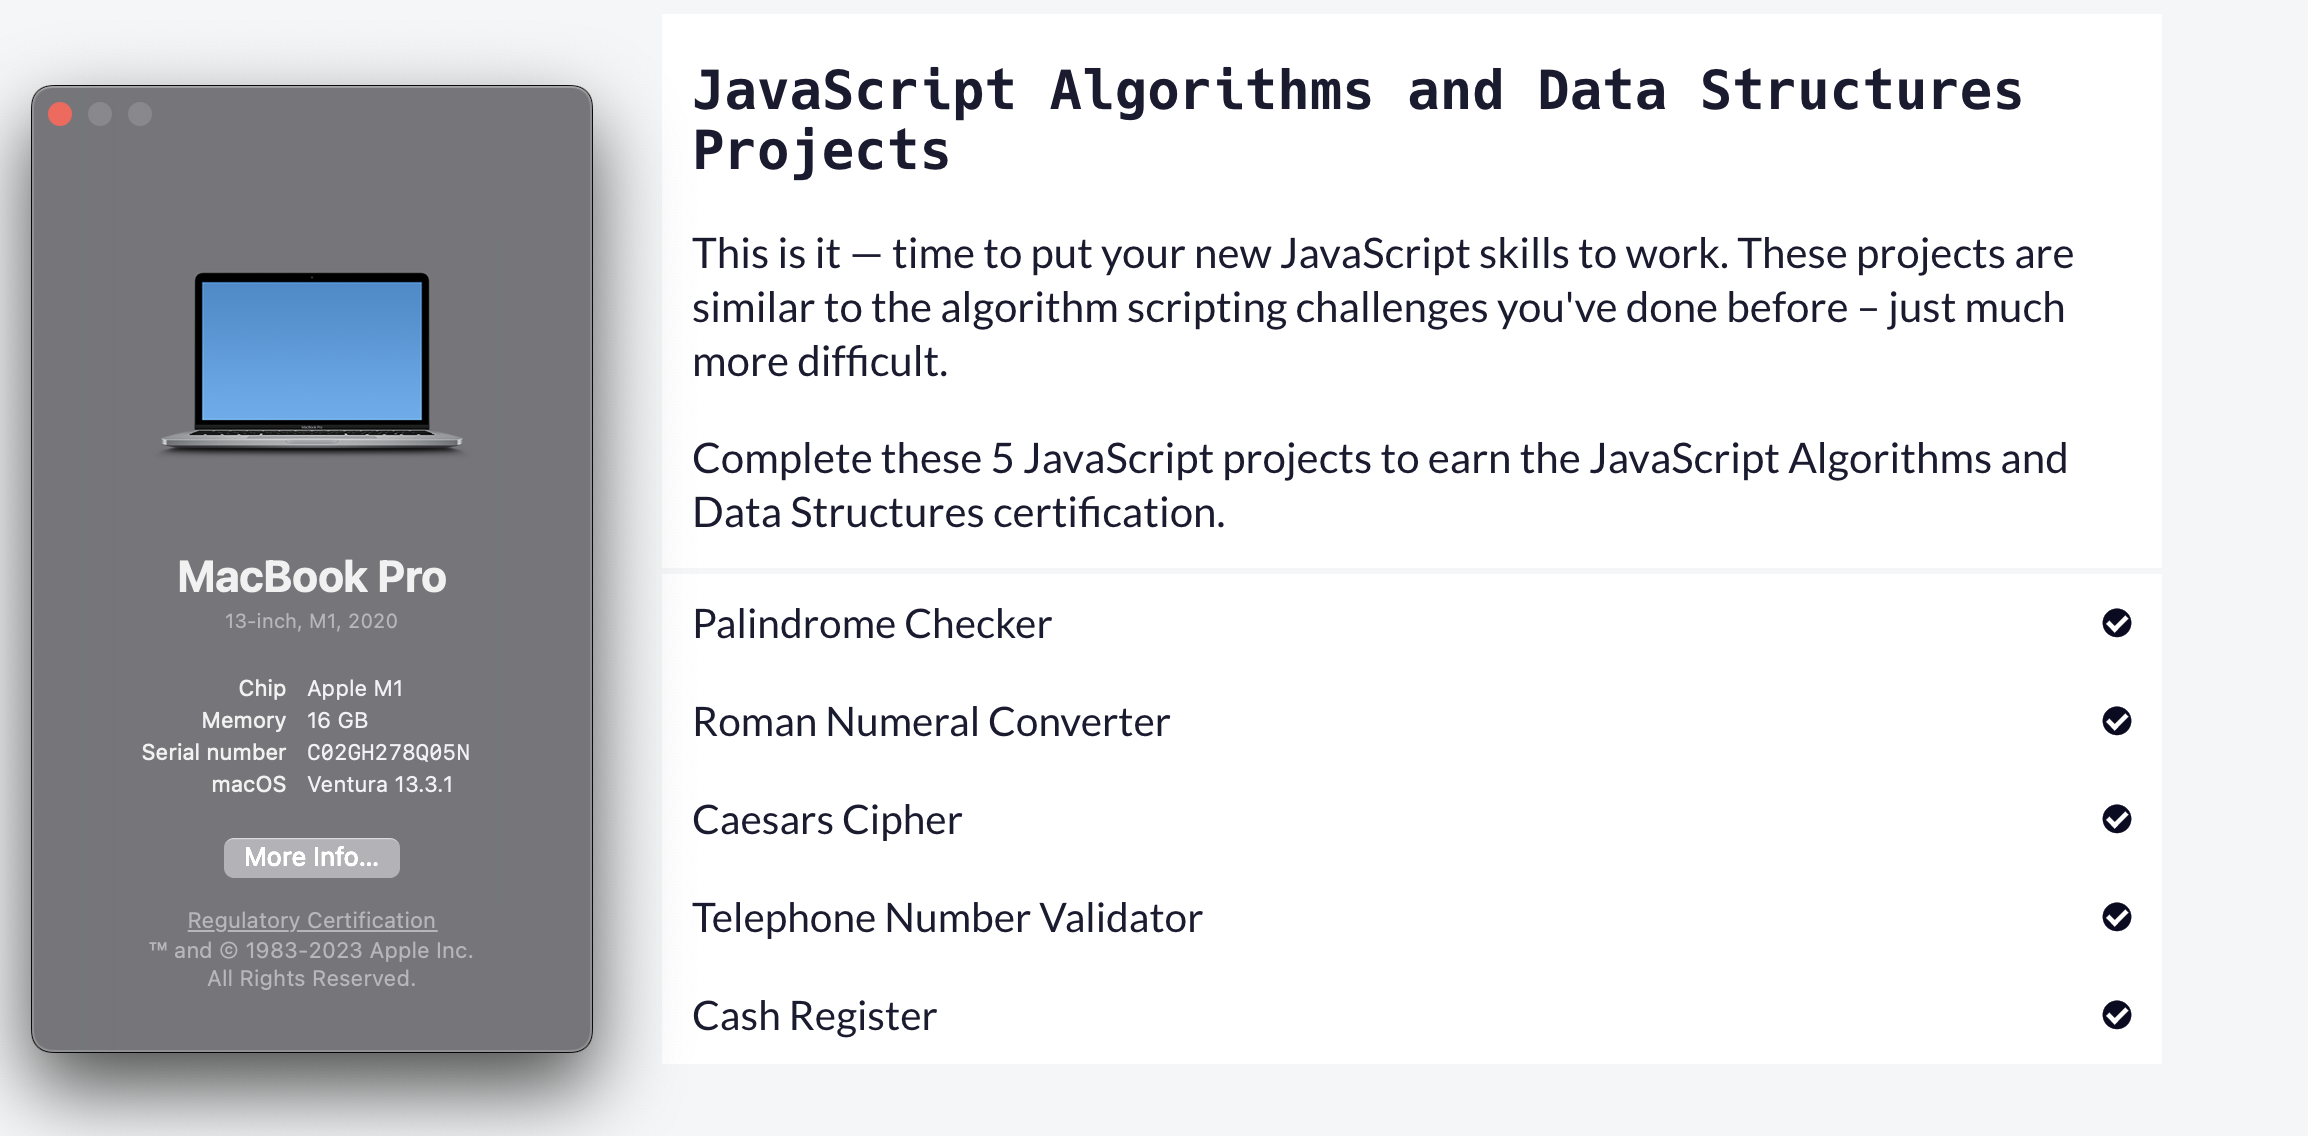 MacBook Pro
13-inch, M1, 2020
Chip Apple M1
Memory 16 GB
Serial number C02GH278Q05N
macOS Ventura 13.3.1
More Info...
Regulatory Certification
™ and © 1983-2023 Apple Inc.
All Rights Reserved.
JavaScript Algorithms and Data Structures
Projects
This is it — time to put your new JavaScript skills to work. These projects are
similar to the algorithm scripting challenges you've done before – just much
more difficult.
Complete these 5 JavaScript projects to earn the JavaScript Algorithms and
Data Structures certification.
Palindrome Checker
Roman Numeral Converter
Caesars Cipher
Telephone Number Validator
Cash Register